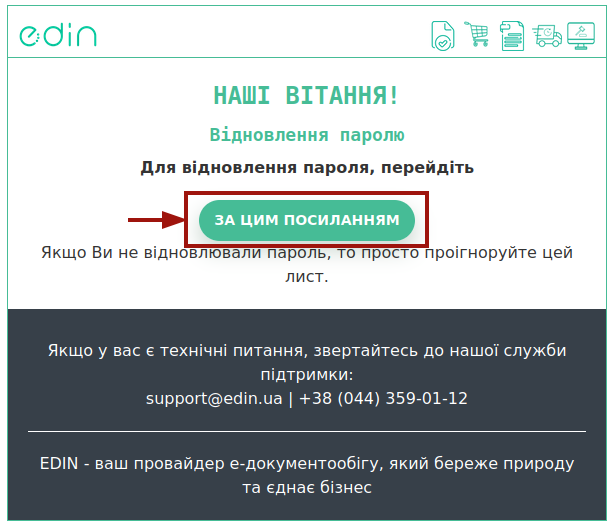 edin
НАШІ ВІТАННЯ!
Відновлення паролю
Для відновлення пароля, перейдіть
ЗА ЦИМ ПОСИЛАННЯМ
Якщо Ви не відновлювали пароль, то просто проігноруйте цей
лист.
Якщо у вас є технічні питання, звертайтесь до нашої служби
підтримки:
support@edin.ua | +38 (044) 359-01-12
EDIN - ваш провайдер е-документообігу, який береже природу
та єднає бізнес